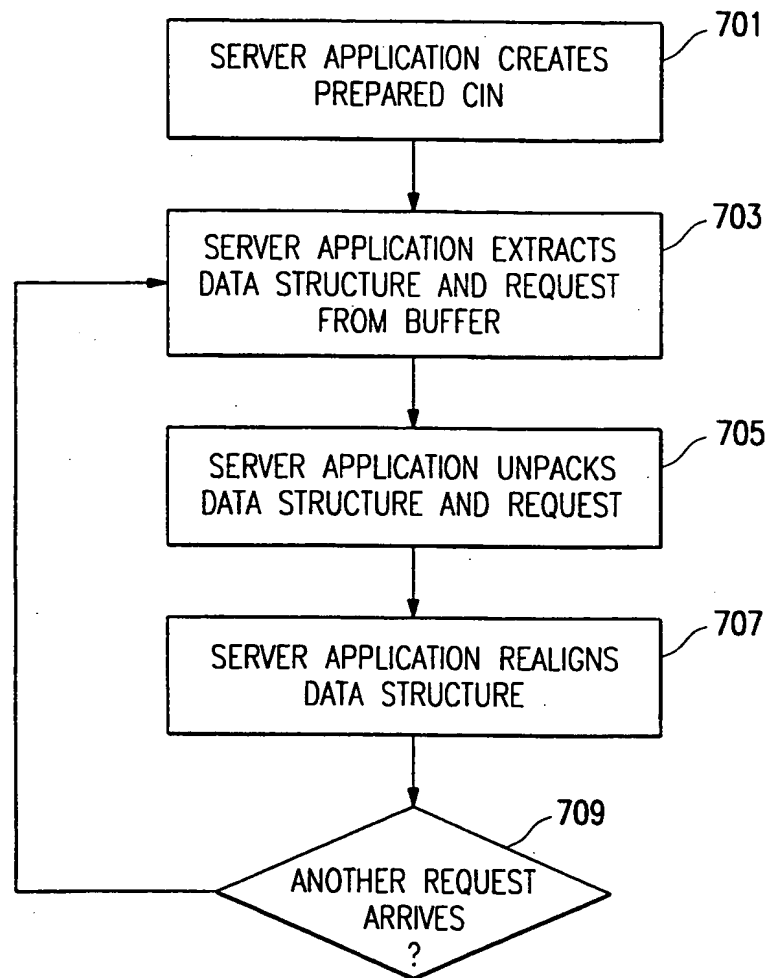 701
SERVER APPLICATION CREATES
PREPARED CIN
703
SERVER APPLICATION EXTRACTS
DATA STRUCTURE AND REQUEST
FROM BUFFER
705
SERVER APPLICATION UNPACKS
DATA STRUCTURE AND REQUEST
707
SERVER APPLICATION REALIGNS
DATA STRUCTURE
709
ANOTHER REQUEST
ARRIVES
?